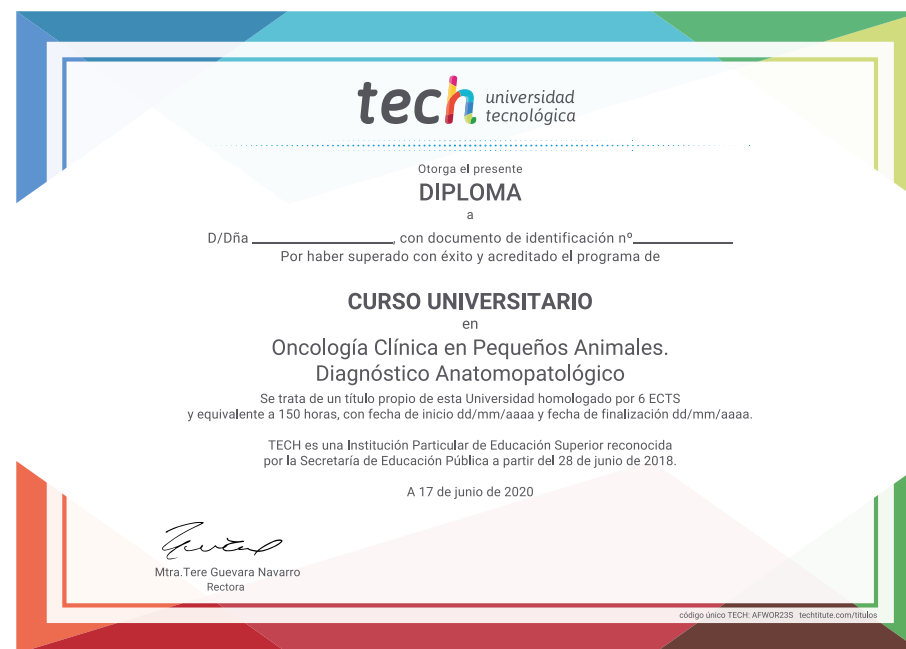 tech universidad
tecnológica
Otorga el presente
DIPLOMA
a
D/Dña ____________________, con documento de identificación nº______________
Por haber superado con éxito y acreditado el programa de
CURSO UNIVERSITARIO
en
Oncología Clínica en Pequeños Animales.
Diagnóstico Anatomopatológico
Se trata de un título propio de esta Universidad homologado por 6 ECTS
y equivalente a 150 horas, con fecha de inicio dd/mm/aaaa y fecha de finalización dd/mm/aaaa.
TECH es una Institución Particular de Educación Superior reconocida
por la Secretaría de Educación Pública a partir del 28 de junio de 2018.
A 17 de junio de 2020
Mtra.Tere Guevara Navarro
Rectora
código único TECH: AFWOR23S techtitute.com/titulos